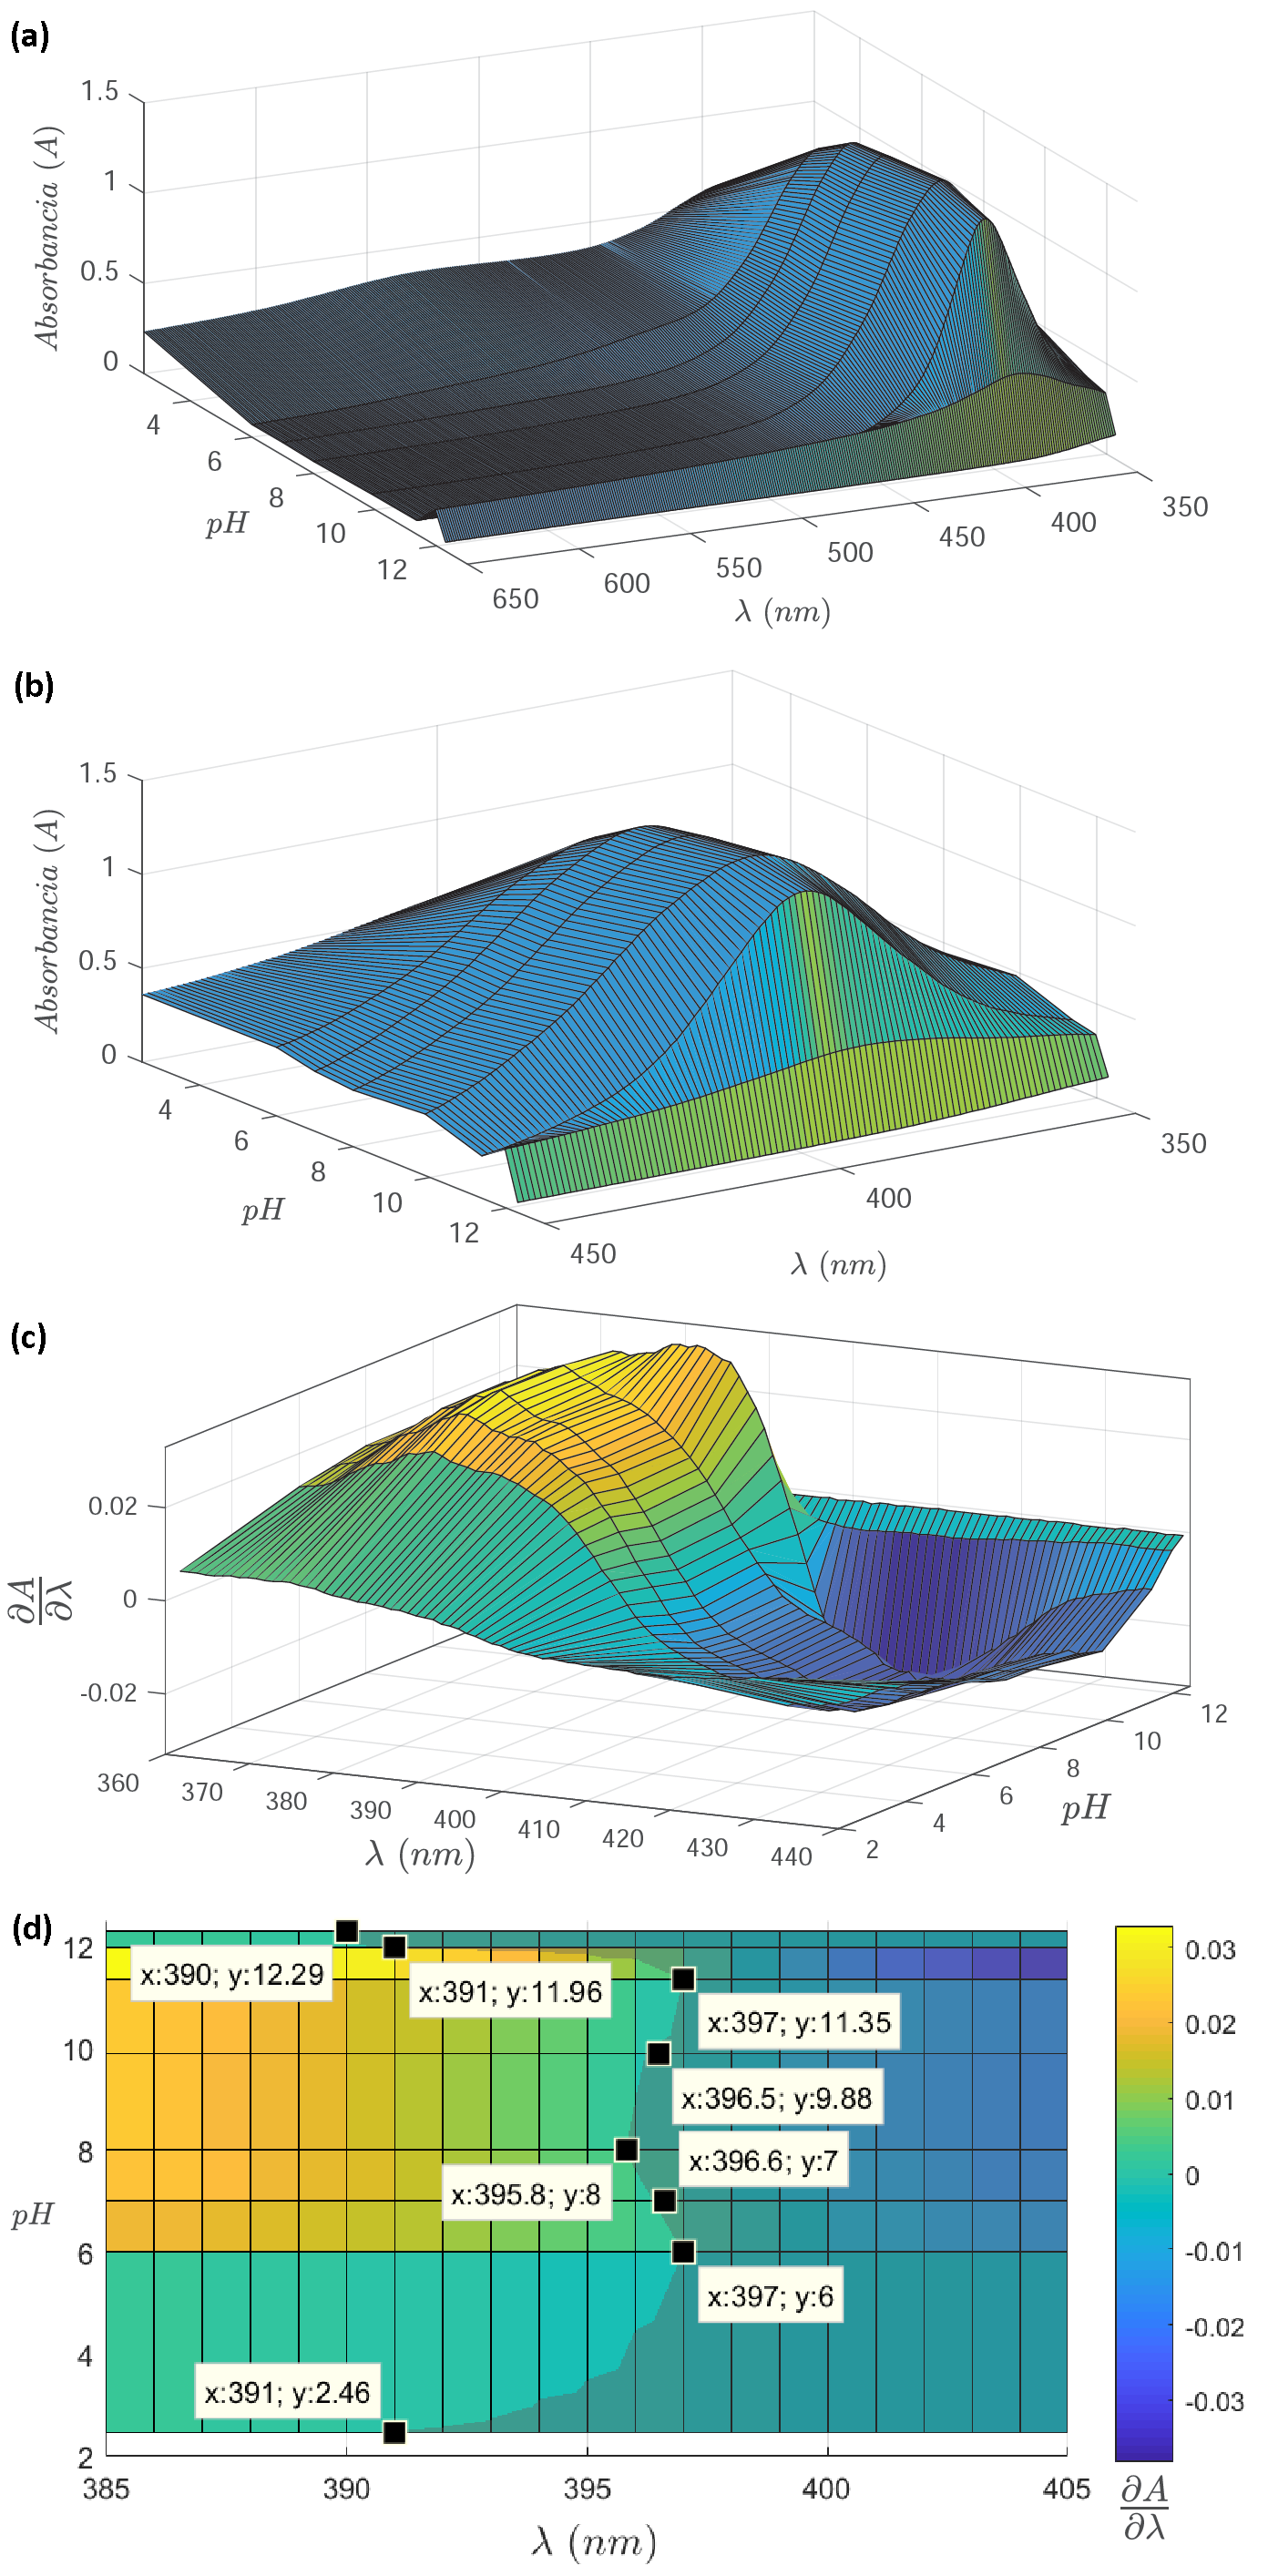 (a)
1.5
1
0.5
0
Absorbancia (A)
4
6
8
10
12
pH
650
600
550
500
450
400
350
λ (nm)
(b)
1.5
1
0.5
0
Absorbancia (A)
4
6
8
10
12
pH
450
400
350
λ (nm)
(c)
0.02
0
-0.02
∂A
∂λ
360
370
380
390
400
410
420
430
440
λ (nm)
2
4
6
8
10
12
pH
(d)
12
10
8
6
4
2
pH
x:390; y:12.29
x:391; y:11.96
x:397; y:11.35
x:396.5; y:9.88
x:396.6; y:7
x:395.8; y:8
x:397; y:6
x:391; y:2.46
385
390
395
400
405
λ (nm)
0.03
0.02
0.01
0
-0.01
-0.02
-0.03
∂A
∂λ